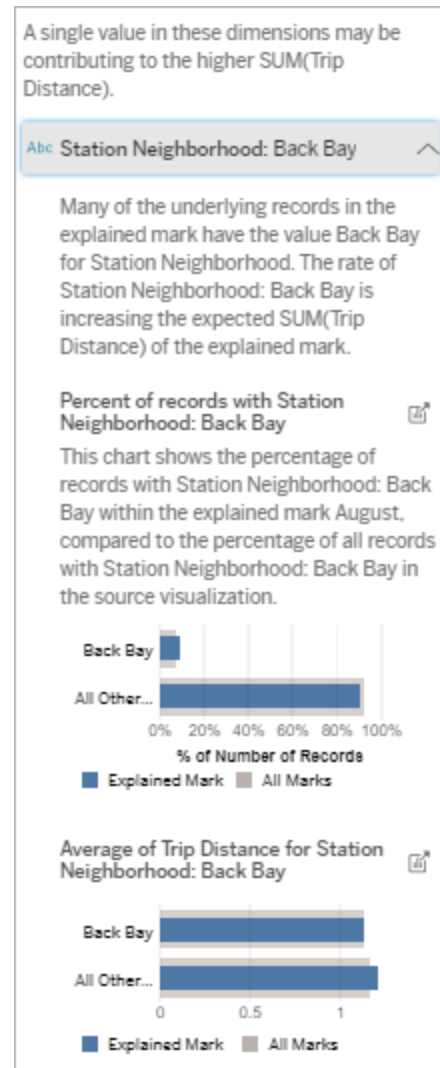 A single value in these dimensions may be
contributing to the higher SUM(Trip
Distance).
Abc Station Neighborhood: Back Bay
Many of the underlying records in the
explained mark have the value Back Bay
for Station Neighborhood. The rate of
Station Neighborhood: Back Bay is
increasing the expected SUM(Trip
Distance) of the explained mark.
Percent of records with Station
Neighborhood: Back Bay
This chart shows the percentage of
records with Station Neighborhood: Back
Bay within the explained mark August,
compared to the percentage of all records
with Station Neighborhood: Back Bay in
the source visualization.
Back Bay
All Other...
0% 20% 40% 60% 80% 100%
% of Number of Records
Explained Mark All Marks
Average of Trip Distance for Station
Neighborhood: Back Bay
Back Bay
All Other...
0 0.5 1
Explained Mark All Marks